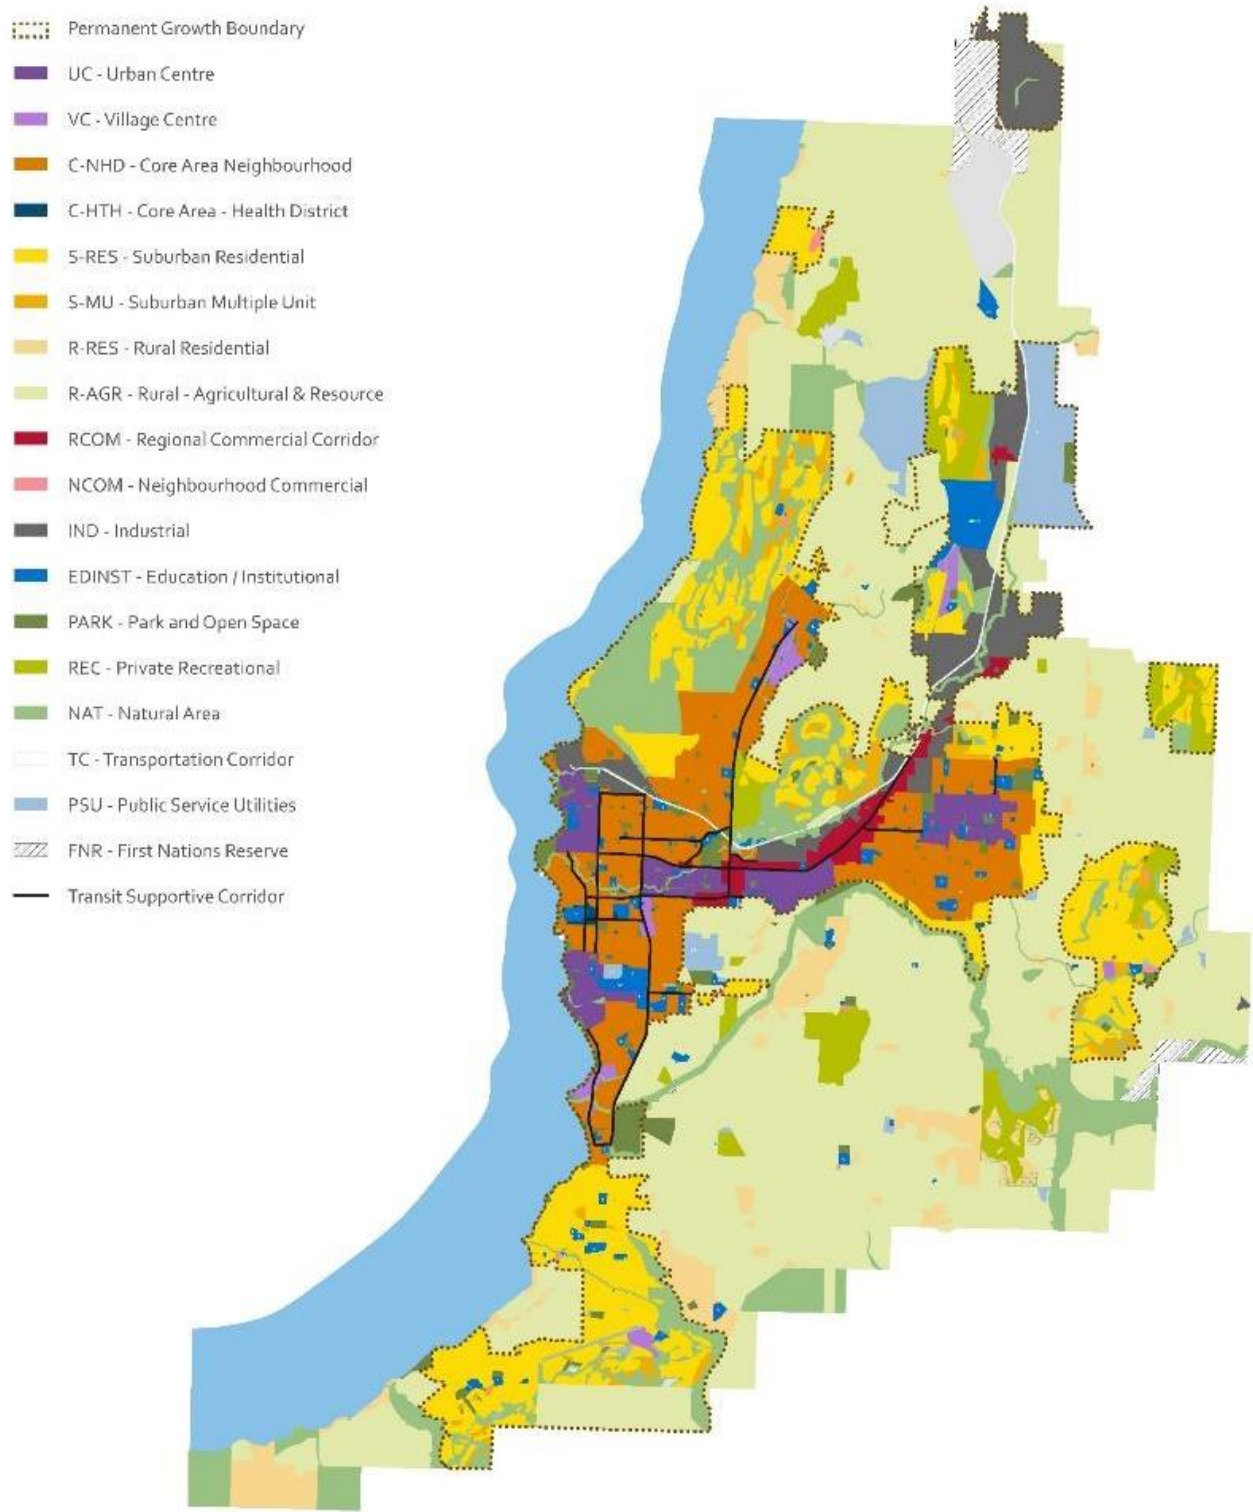 Permanent Growth Boundary
UC - Urban Centre
VC - Village Centre
C-NHD - Core Area Neighbourhood
C-HTH - Core Area - Health District
S-RES - Suburban Residential
S-MU - Suburban Multiple Unit
R-RES - Rural Residential
R-AGR - Rural - Agricultural & Resource
RCOM - Regional Commercial Corridor
NCOM - Neighbourhood Commercial
IND - Industrial
EDINST - Education / Institutional
PARK - Park and Open Space
REC - Private Recreational
NAT - Natural Area
TC - Transportation Corridor
PSU - Public Service Utilities
FNR - First Nations Reserve
Transit Supportive Corridor